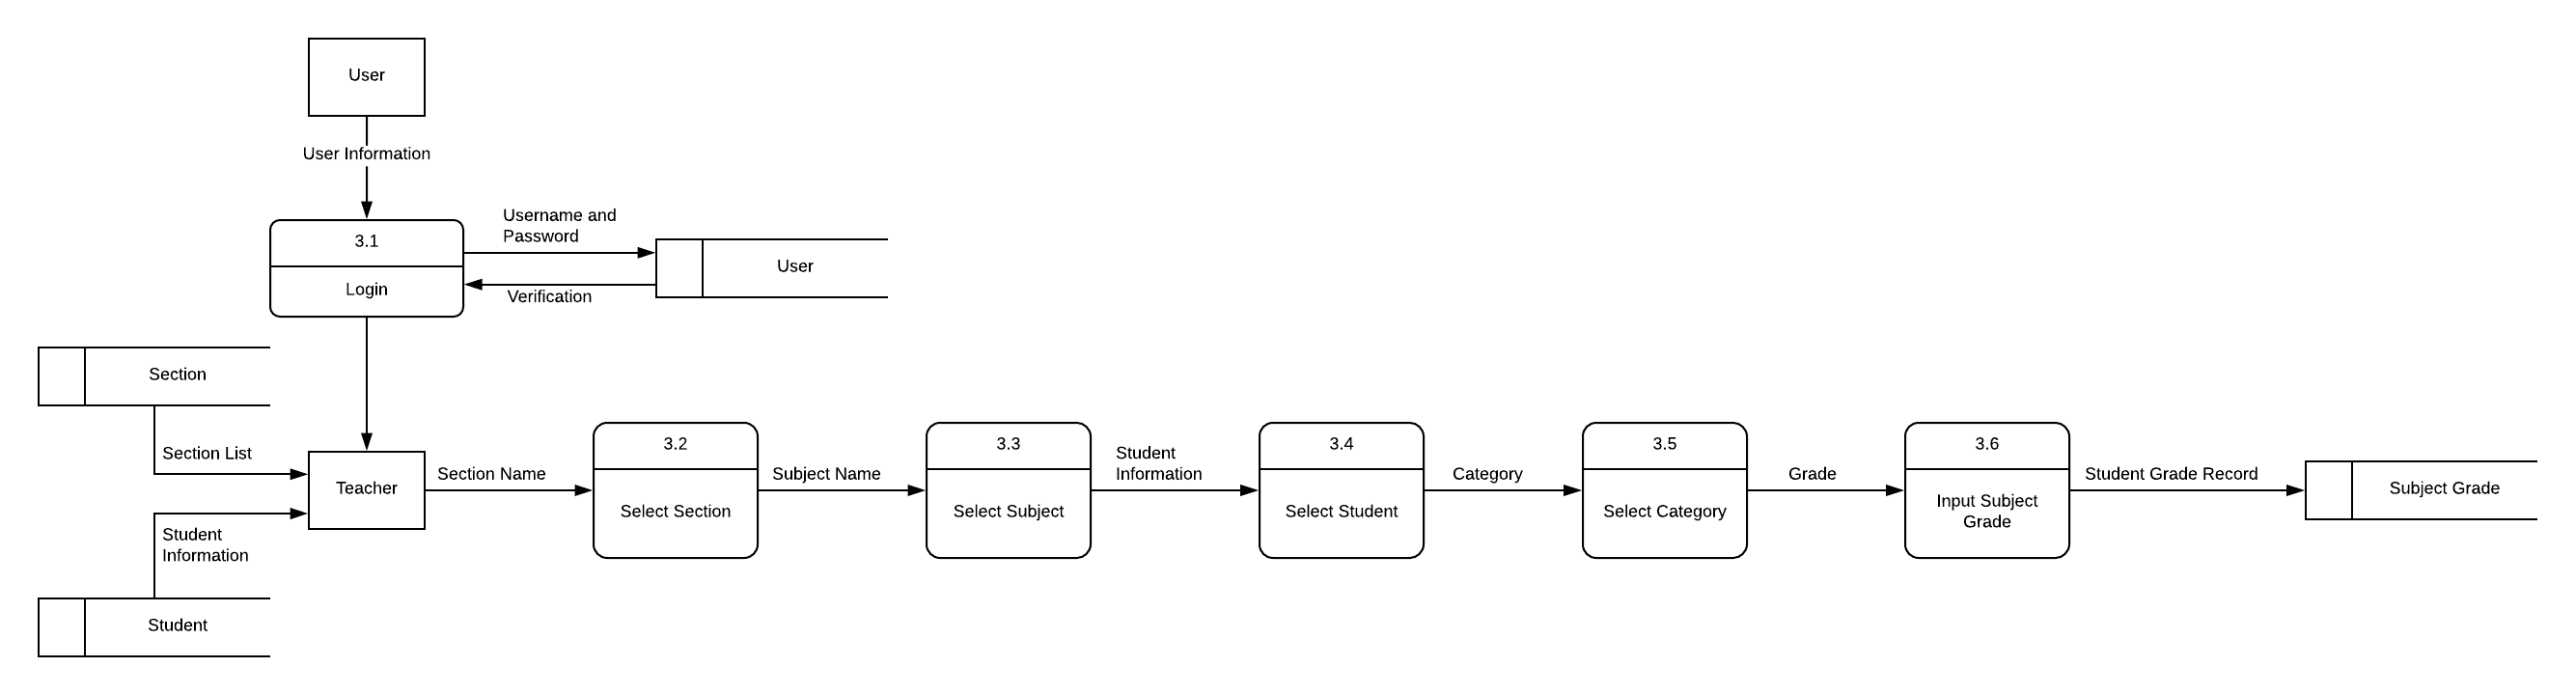 User
User Information
3.1
Login
Username and
Password
Verification
User
Section
Section List
Student
Information
Student
Teacher
Section Name
3.2
Select Section
Subject Name
3.3
Select Subject
Student
Information
3.4
Select Student
Category
3.5
Select Category
Grade
3.6
Input Subject
Grade
Student Grade Record
Subject Grade